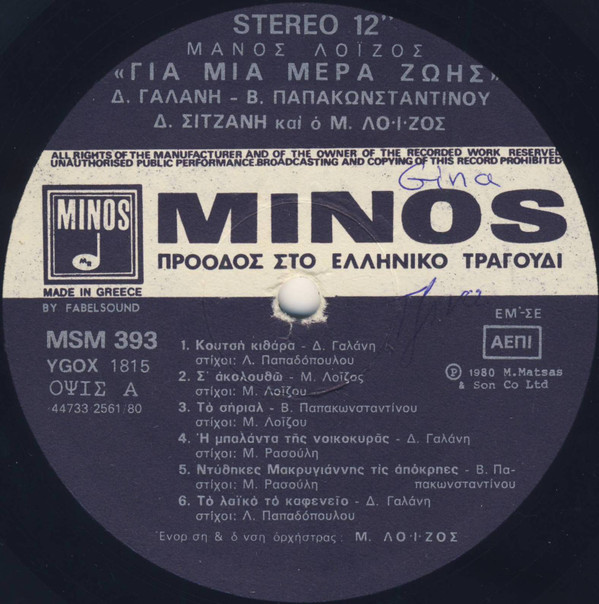 STEREO 12"
ΜΑΝΟΣ ΛΟΪΖΟΣ
«ΓΙΑ ΜΙΑ ΜΕΡΑ ΖΩΗΣ»
Δ. ΓΑΛΑΝΗ - Β. ΠΑΠΑΚΩΝΣΤΑΝΤΙΝΟΥ
Δ. ΣΙΤΖΑΝΗ καί ὁ Μ. ΛΟ·Ι·ΖΟΣ
ALL RIGHTS OF THE MANUFACTURER AND OF THE OWNER OF THE RECORDED WORK RESERVED
UNAUTHORISED PUBLIC PERFORMANCE.BROADCASTING AND COPYING OF THIS RECORD PROHIBITED
Gina
MINOS
MINOS
ΠΡΟΟΔΟΣ ΣΤΟ ΕΛΛΗΝΙΚΟ ΤΡΑΓΟΥΔΙ
MADE IN GREECE
BY FABELSOUND
MSM 393
YGOX 1815
ΟΨΙΣ Α
44733 2561 80
ΕΜ-ΣΕ
ΑΕΠΙ
Ⓟ 1980 M.Matsas
& Son Co Ltd
1. Κουτσή κιθάρα - Δ. Γαλάνη
στίχοι: Λ. Παπαδόπουλου
2. Σ' ἀκολουθῶ - Μ. Λοΐζος
στίχοι: Μ. Λοΐζου
3. Τό σήριαλ - Β. Παπακωνσταντίνου
στίχοι: Μ. Λοίζου
4. Ἡ μπαλάντα τῆς νοικοκυρᾶς - Δ. Γαλάνη
στίχοι: Μ. Ρασούλη
5. Ντύθηκες Μακρυγιάννης τίς ἀπόκρηες - Β. Πα-
στίχοι: Μ. Ρασούλη πακωνσταντίνου
6. Τό λαϊκό τό καφενεῖο - Δ. Γαλάνη
στίχοι: Λ. Παπαδοπουλου
Ἐνορ ση & δ νση ὀρχήστρας: Μ. ΛΟ·Ι·ΖΟΣ